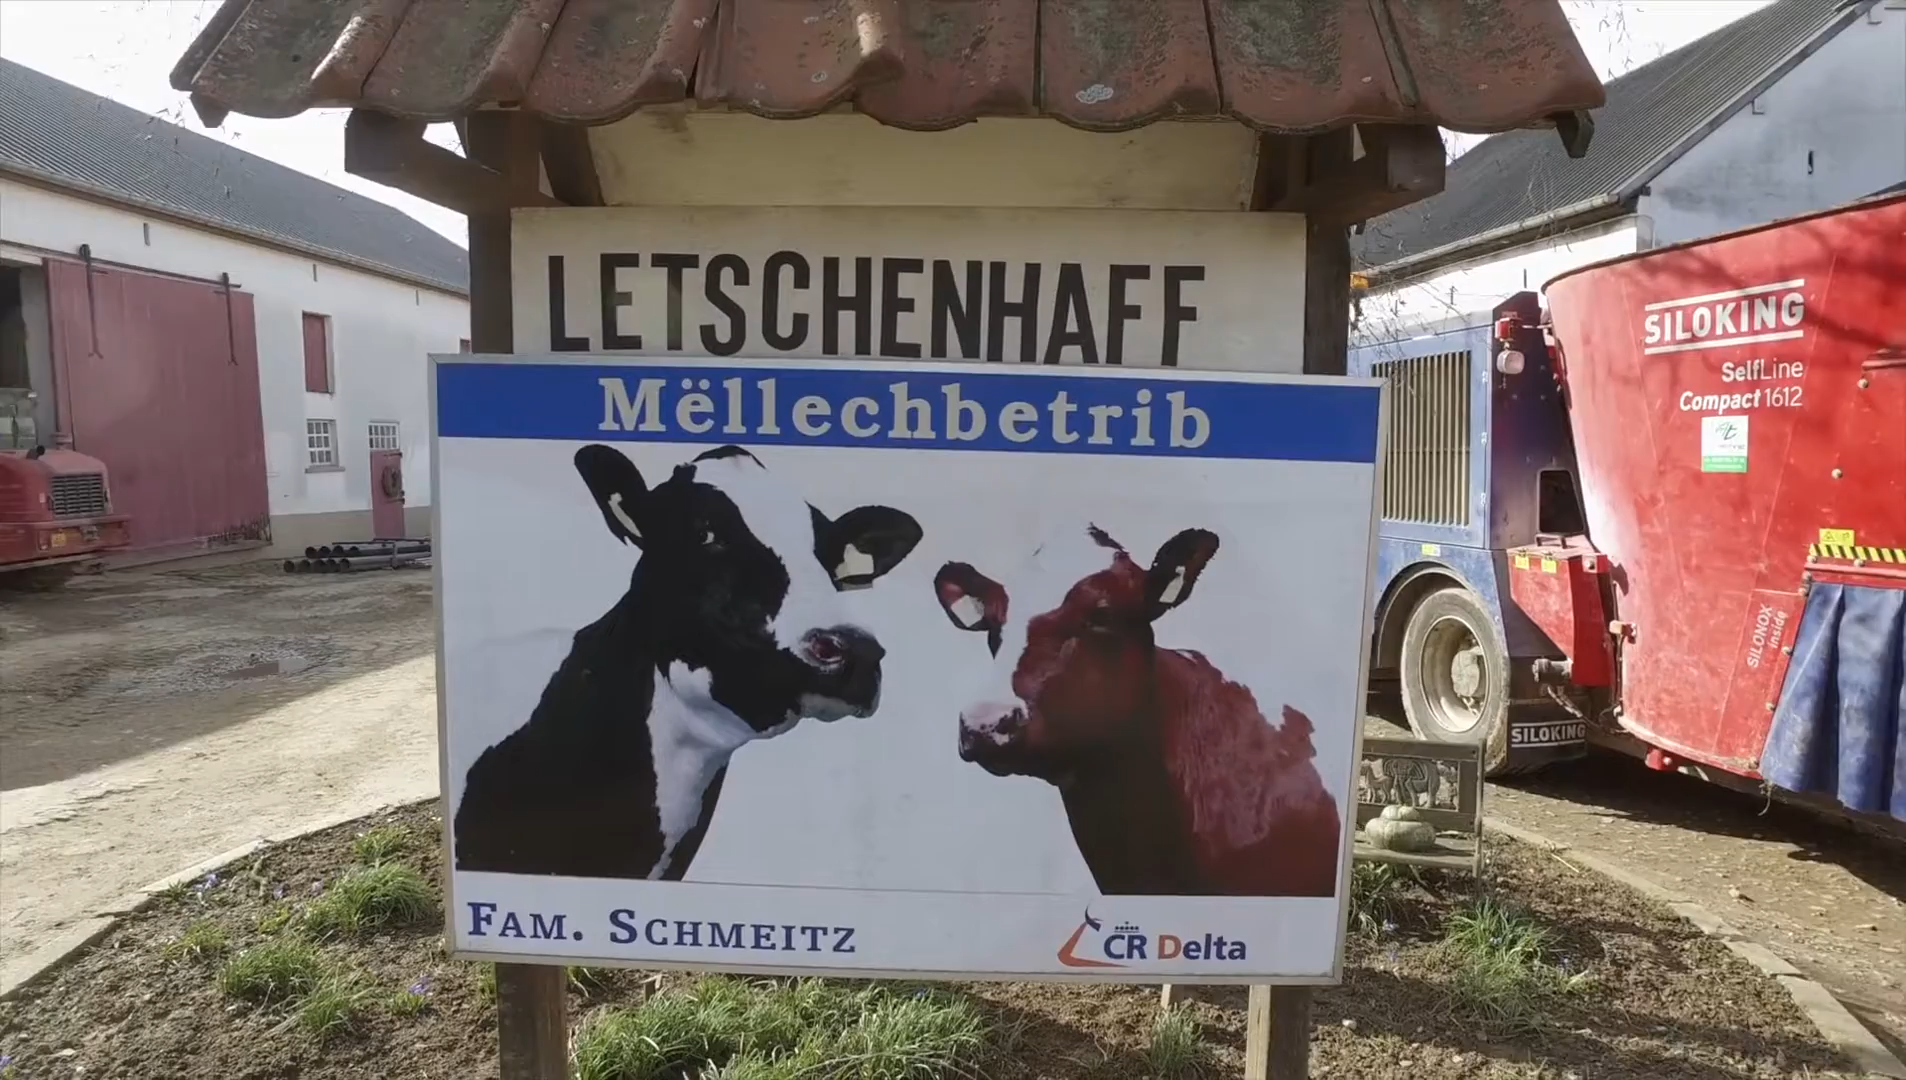 LETSCHENHAFF
Mëllechbetrib
FAM. SCHMEITZ
CR Delta
SILOKING
SelfLine
Compact 1612
SILONOX
inside
SILOKING